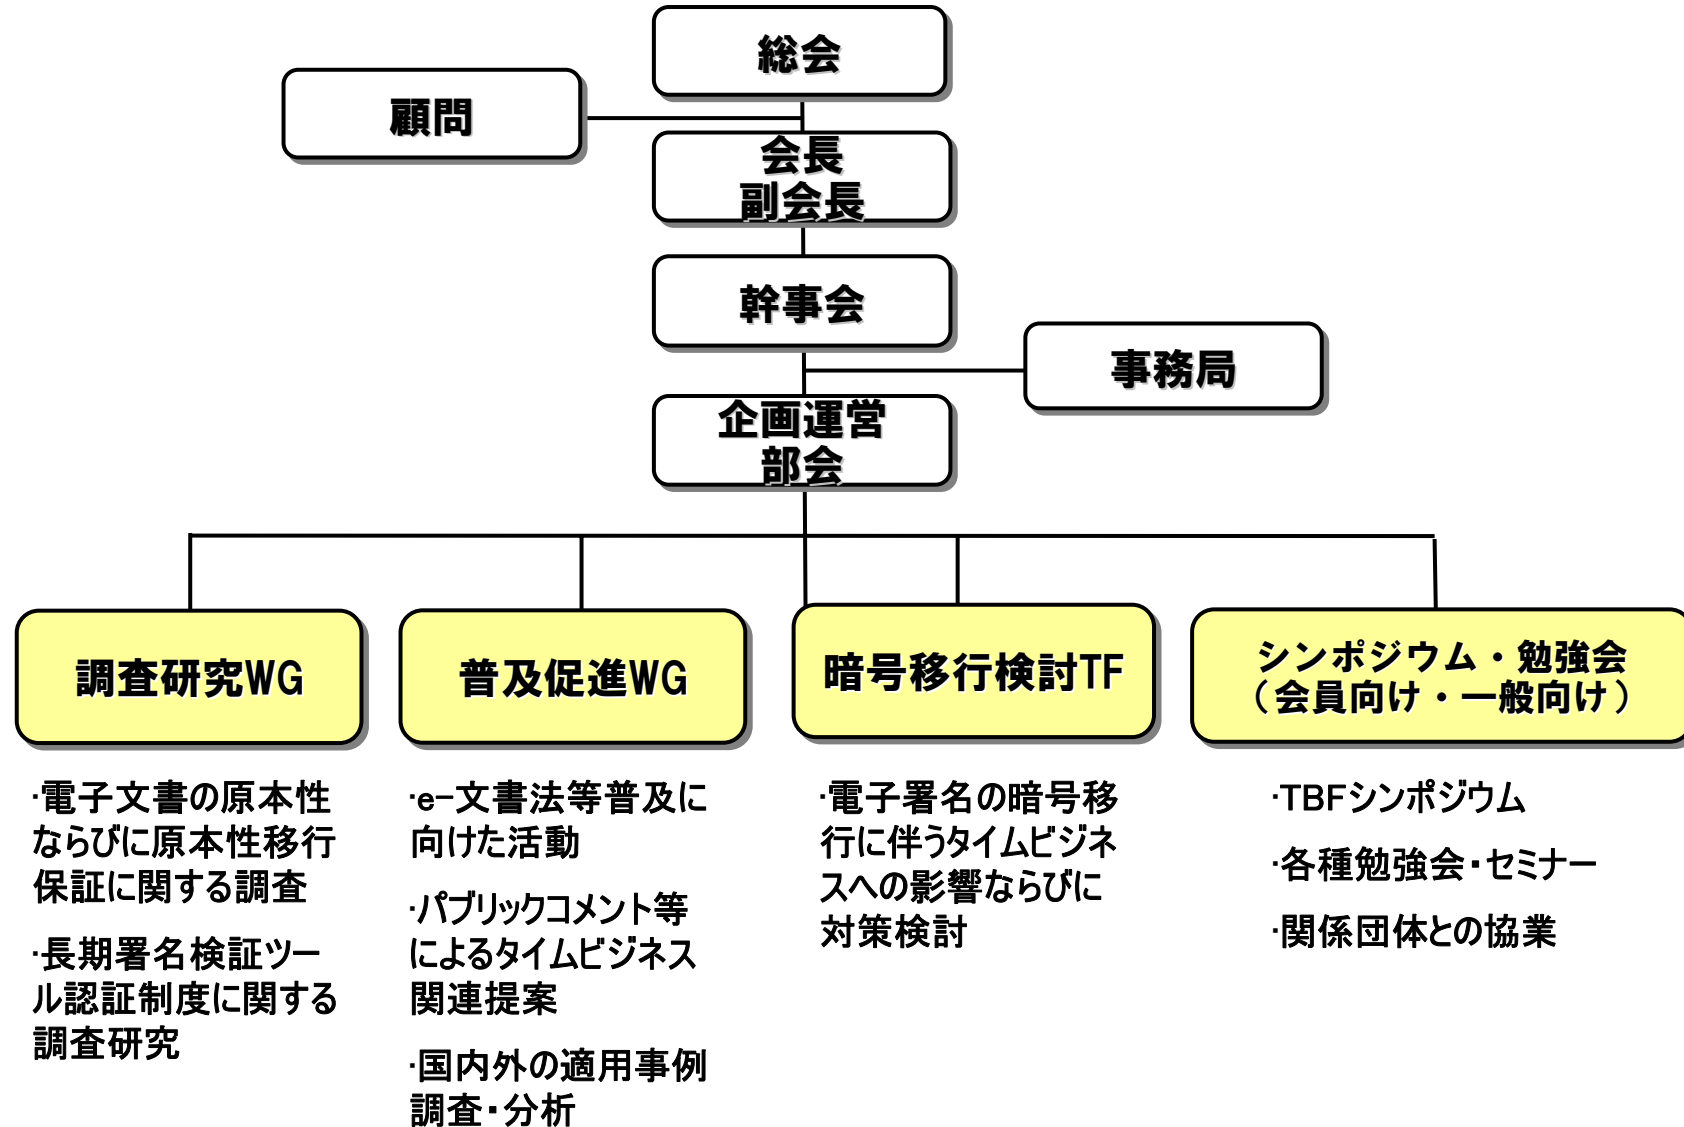 総会
顧問
会長
副会長
幹事会
事務局
企画運営
部会
調査研究WG
普及促進WG
暗号移行検討TF
シンポジウム・勉強会
(会員向け・一般向け)
・電子文書の原本性
ならびに原本性移行
保証に関する調査
・長期署名検証ツー
ル認証制度に関する
調査研究
・e-文書法等普及に
向けた活動
・パブリックコメント等
によるタイムビジネス
関連提案
・国内外の適用事例
調査・分析
・電子署名の暗号移
行に伴うタイムビジネ
スへの影響ならびに
対策検討
・TBFシンポジウム
・各種勉強会・セミナー
・関係団体との協業